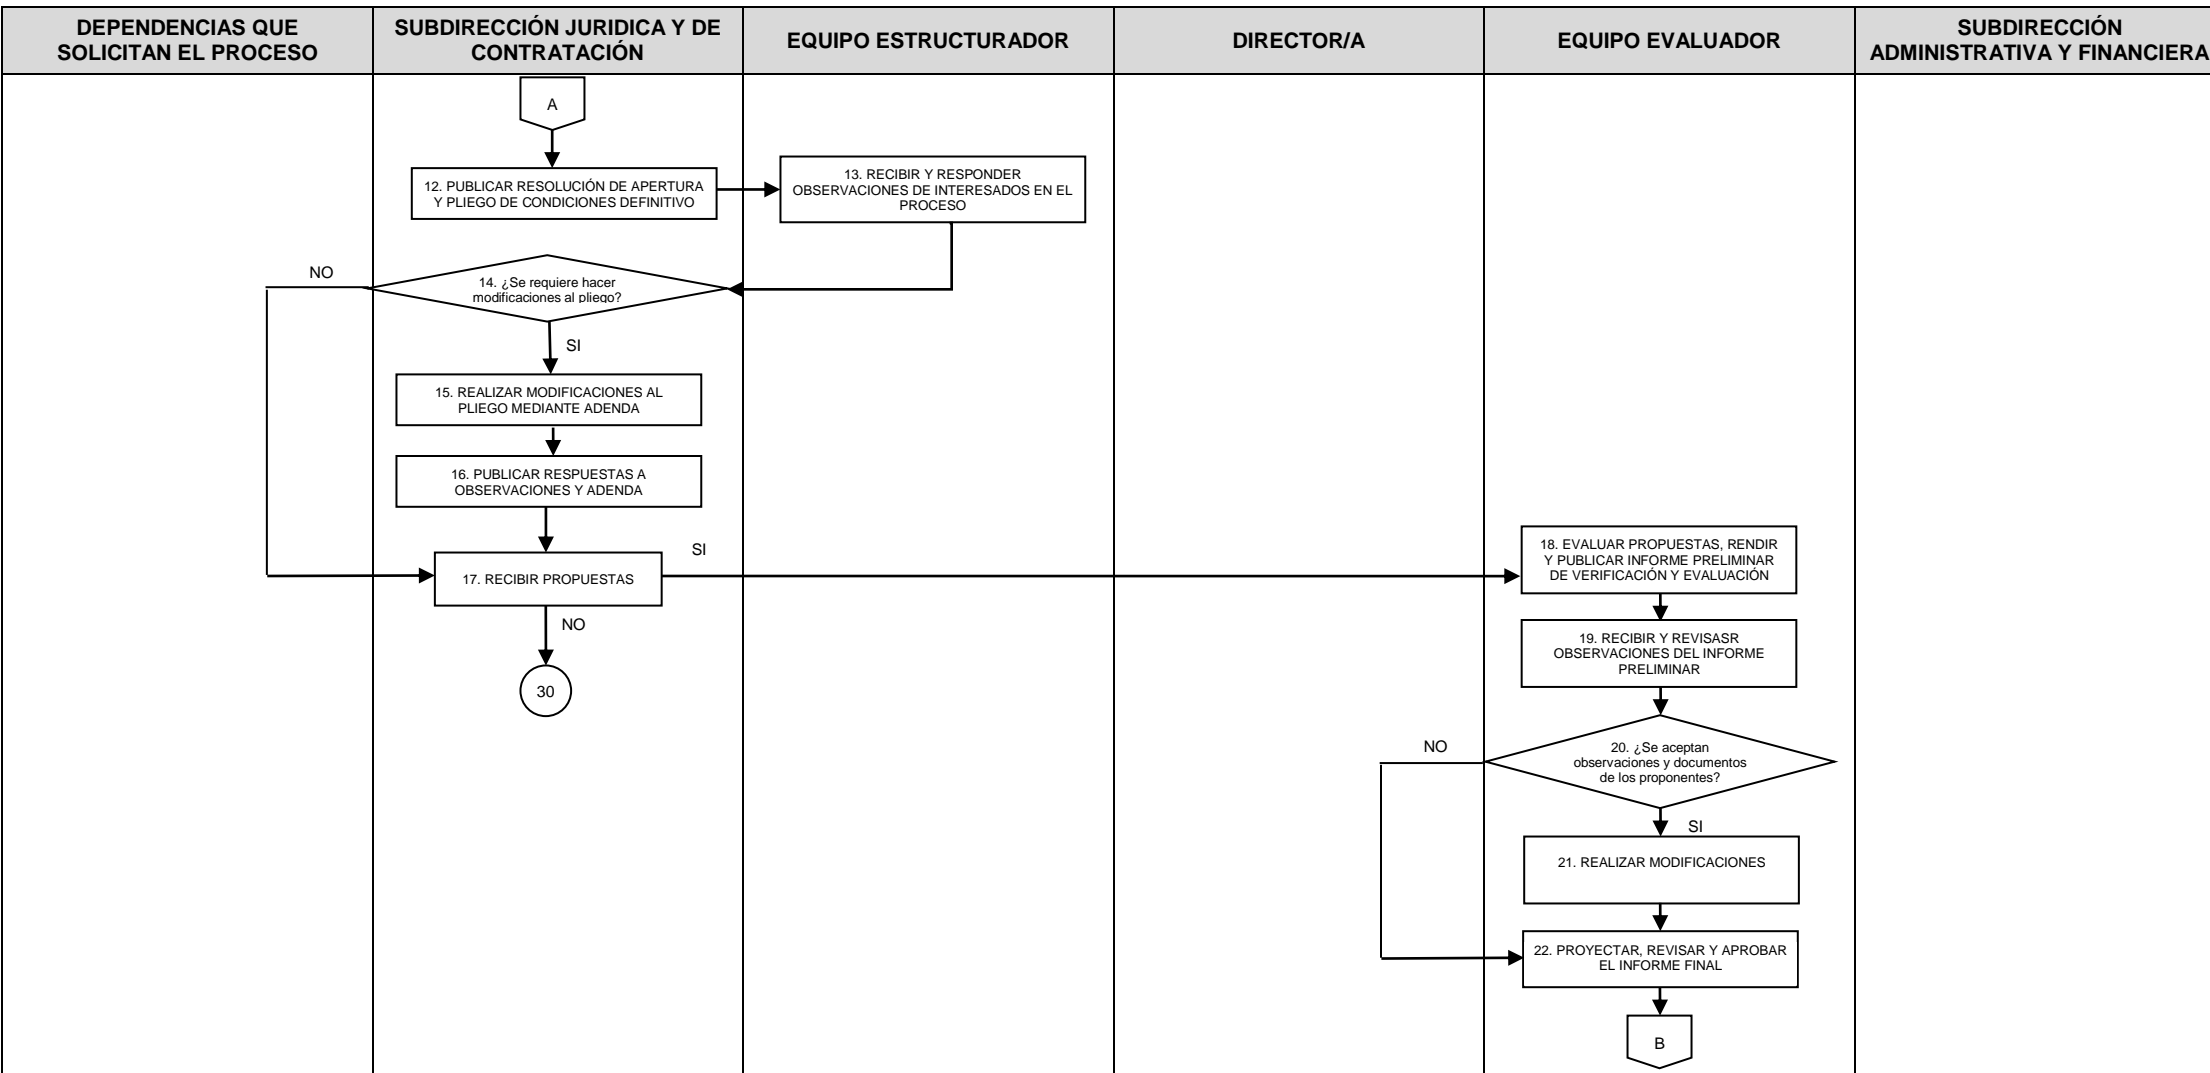 DEPENDENCIAS QUE
SOLICITAN EL PROCESO
SUBDIRECCIÓN JURIDICA Y DE
CONTRATACIÓN
EQUIPO ESTRUCTURADOR
DIRECTOR/A
EQUIPO EVALUADOR
SUBDIRECCIÓN
ADMINISTRATIVA Y FINANCIERA
A
12. PUBLICAR RESOLUCIÓN DE APERTURA
Y PLIEGO DE CONDICIONES DEFINITIVO
13. RECIBIR Y RESPONDER
OBSERVACIONES DE INTERESADOS EN EL
PROCESO
NO
14. ¿Se requiere hacer
modificaciones al pliego?
SI
15. REALIZAR MODIFICACIONES AL
PLIEGO MEDIANTE ADENDA
16. PUBLICAR RESPUESTAS A
OBSERVACIONES Y ADENDA
17. RECIBIR PROPUESTAS
SI
NO
30
18. EVALUAR PROPUESTAS, RENDIR
Y PUBLICAR INFORME PRELIMINAR
DE VERIFICACIÓN Y EVALUACIÓN
19. RECIBIR Y REVISASR
OBSERVACIONES DEL INFORME
PRELIMINAR
NO
20. ¿Se aceptan
observaciones y documentos
de los proponentes?
SI
21. REALIZAR MODIFICACIONES
22. PROYECTAR, REVISAR Y APROBAR
EL INFORME FINAL
B